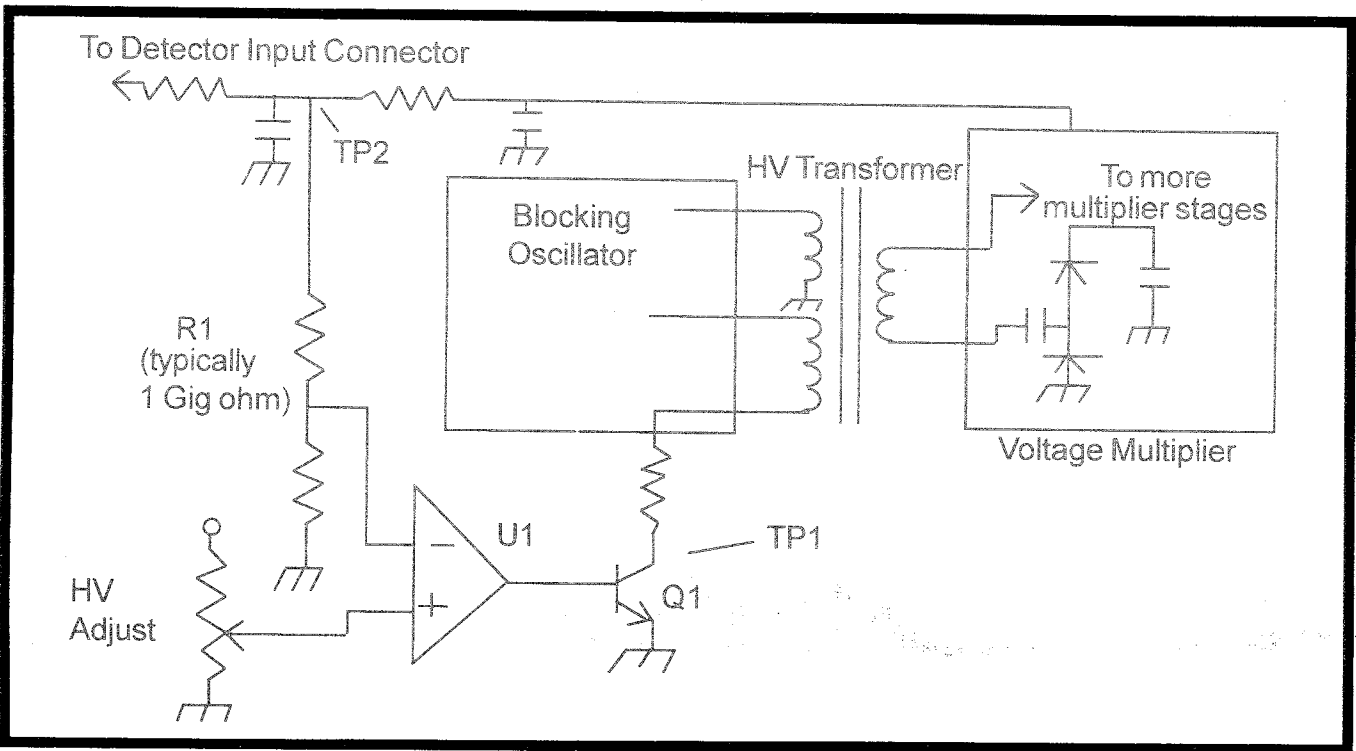 To Detector Input Connector
TP2
HV Transformer
To more
multiplier stages
Blocking
Oscillator
R1
(typically
1 Gig ohm)
Voltage Multiplier
U1
TP1
HV
Adjust
Q1